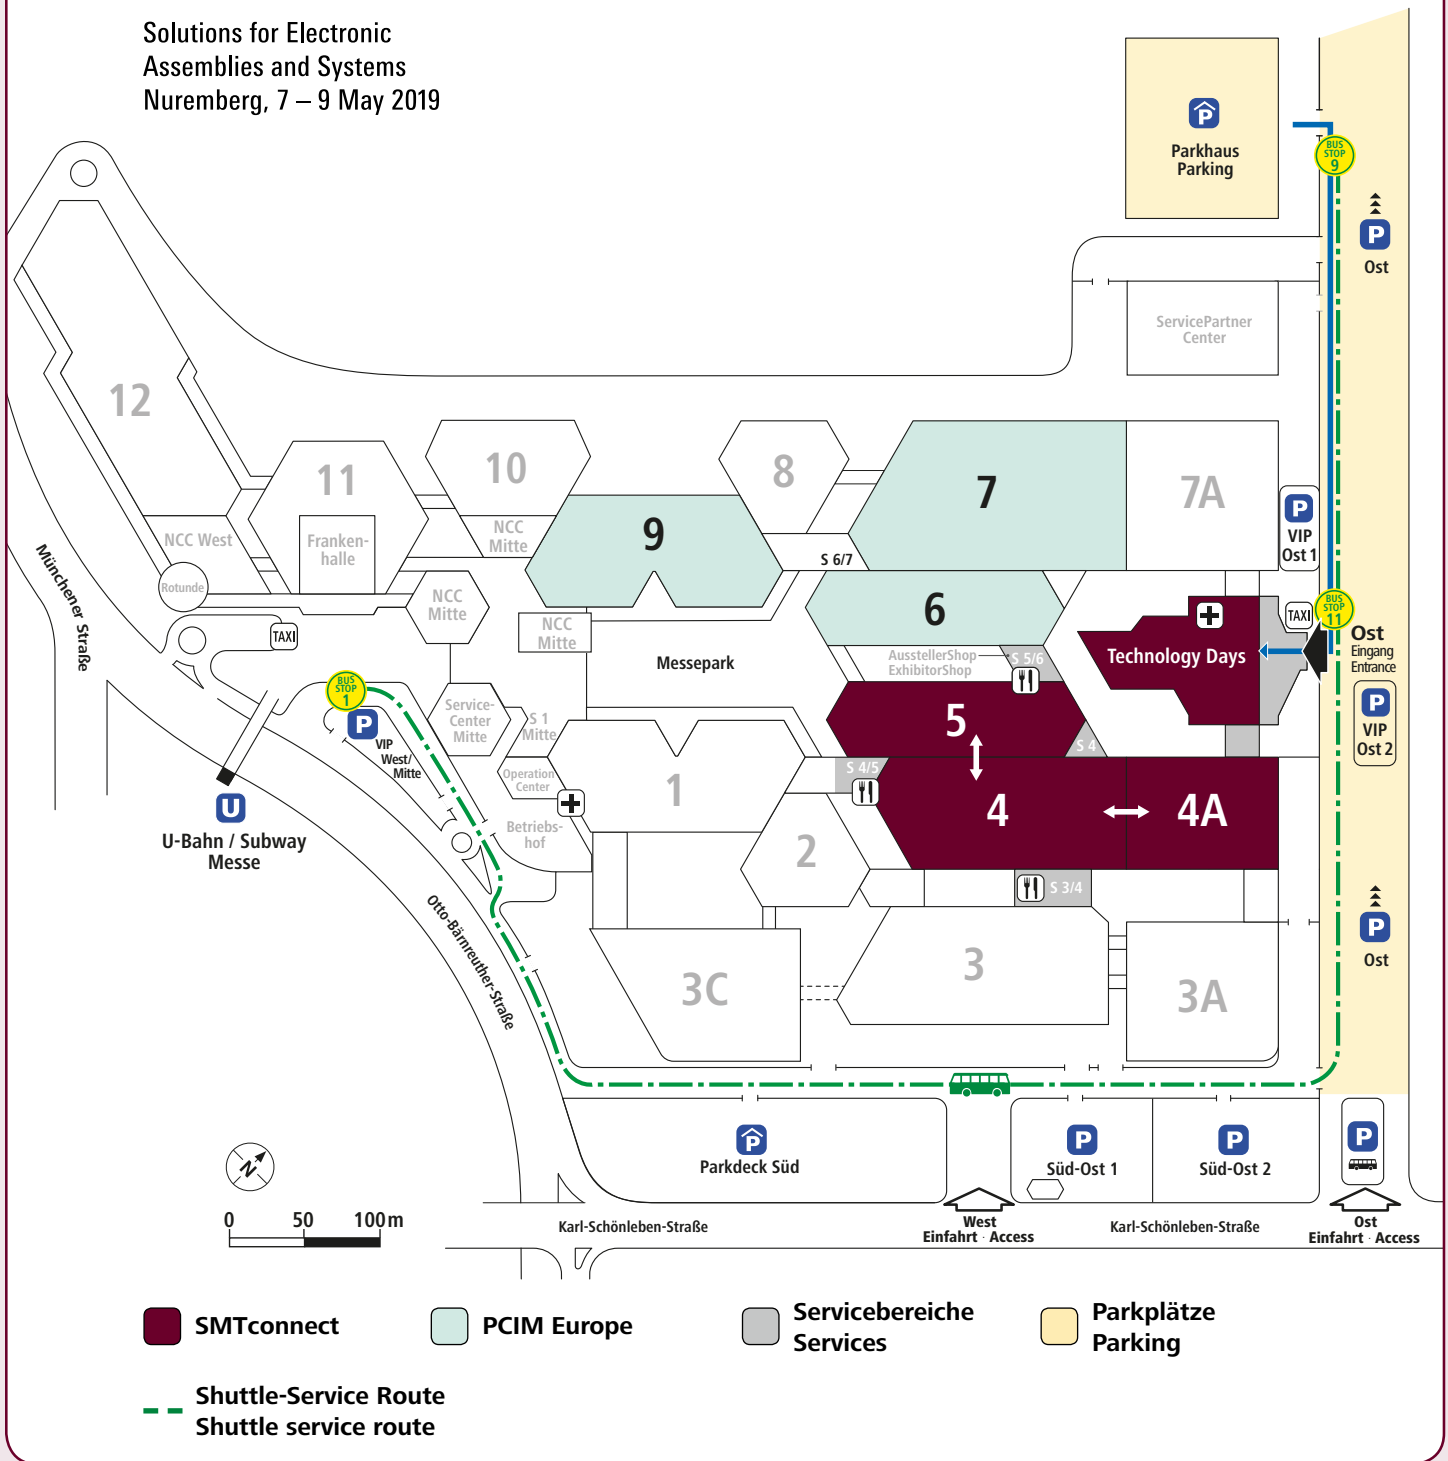 Solutions for Electronic
Assemblies and Systems
Nuremberg, 7 – 9 May 2019
P
Parkhaus
Parking
BUS
STOP
9
P
Ost
ServicePartner
Center
12
11
10
8
7
7A
9
NCC West
Franken-
halle
NCC
Mitte
S 6/7
P
VIP
Ost 1
Rotunde
NCC
Mitte
6
BUS
STOP
11
TAXI
TAXI
NCC
Mitte
Ost
Eingang
Entrance
Münchener Straße
Messepark
AusstellerShop
ExhibitorShop
S 5/6
Technology Days
BUS
STOP
1
P
VIP
West/
Mitte
Service-
Center
Mitte
S 1
Mitte
5
S 4
P
VIP
Ost 2
Operation
Center
1
S 4/5
4
4A
U
U-Bahn / Subway
Messe
Betriebs-
hof
2
S 3/4
P
Ost
Otto-Bärnreuther-Straße
3C
3
3A
P
Parkdeck Süd
P
Süd-Ost 1
P
Süd-Ost 2
P
N
0 50 100 m
Karl-Schönleben-Straße
West
Einfahrt · Access
Karl-Schönleben-Straße
Ost
Einfahrt · Access
SMTconnect
PCIM Europe
Servicebereiche
Services
Parkplätze
Parking
Shuttle-Service Route
Shuttle service route